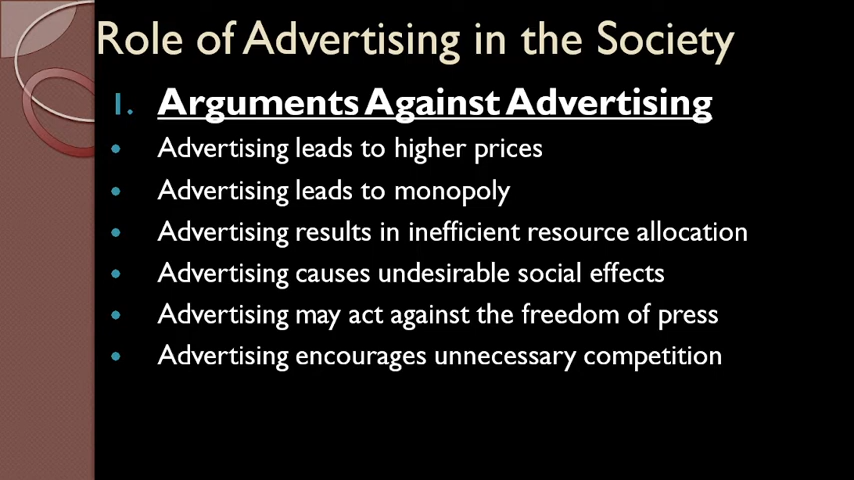 Role of Advertising in the Society
1. Arguments Against Advertising
• Advertising leads to higher prices
• Advertising leads to monopoly
• Advertising results in inefficient resource allocation
• Advertising causes undesirable social effects
• Advertising may act against the freedom of press
• Advertising encourages unnecessary competition